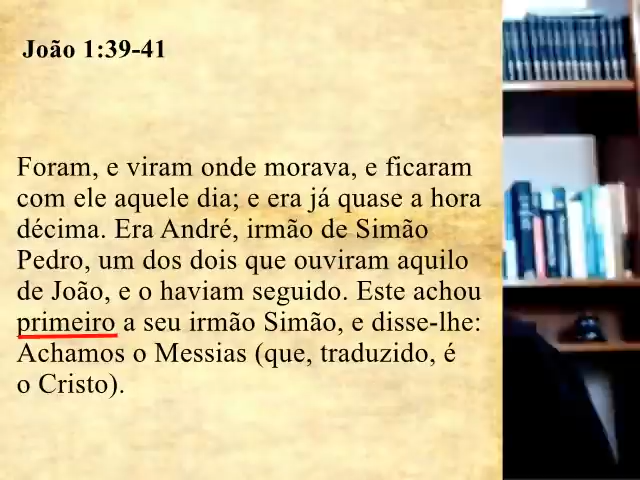 João 1:39-41
Foram, e viram onde morava, e ficaram
com ele aquele dia; e era já quase a hora
décima. Era André, irmão de Simão
Pedro, um dos dois que ouviram aquilo
de João, e o haviam seguido. Este achou
primeiro a seu irmão Simão, e disse-lhe:
Achamos o Messias (que, traduzido, é
o Cristo).